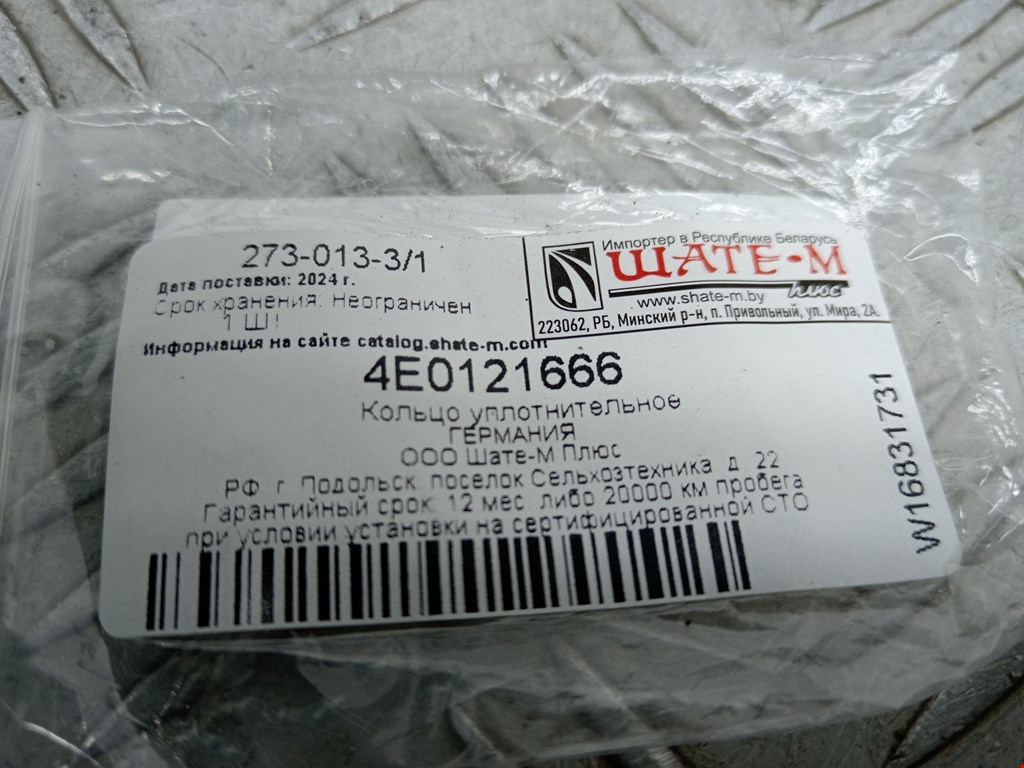 273-013-3/1
Дата поставки: 2024 г.
Срок хранения: Неограничен
1 Ш
Информация на сайте catalog.shate-m.com
Импортер в Республике Беларусь
ШАТЕ-М
плюс
www.shate-m.by
223062, РБ, Минский р-н, п. Привольный, ул. Мира, 2А.
4E0121666
Кольцо уплотнительное
ГЕРМАНИЯ
ООО Шате-М Плюс
РФ г. Подольск, поселок Сельхозтехника, д. 22
Гарантийный срок: 12 мес. либо 20000 км пробега
при условии установки на сертифицированной СТО
W16831731